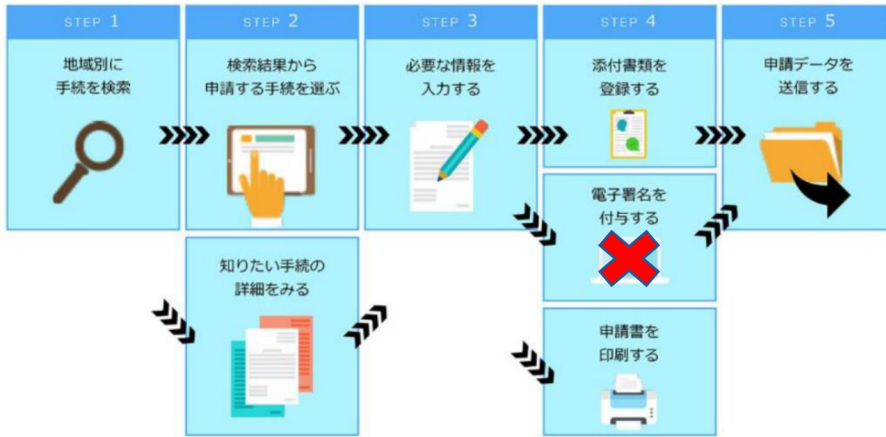 STEP 1
地域別に
手続を検索
STEP 2
検索結果から
申請する手続を選ぶ
知りたい手続の
詳細をみる
STEP 3
必要な情報を
入力する
STEP 4
添付書類を
登録する
電子署名を
付与する
申請書を
印刷する
STEP 5
申請データを
送信する